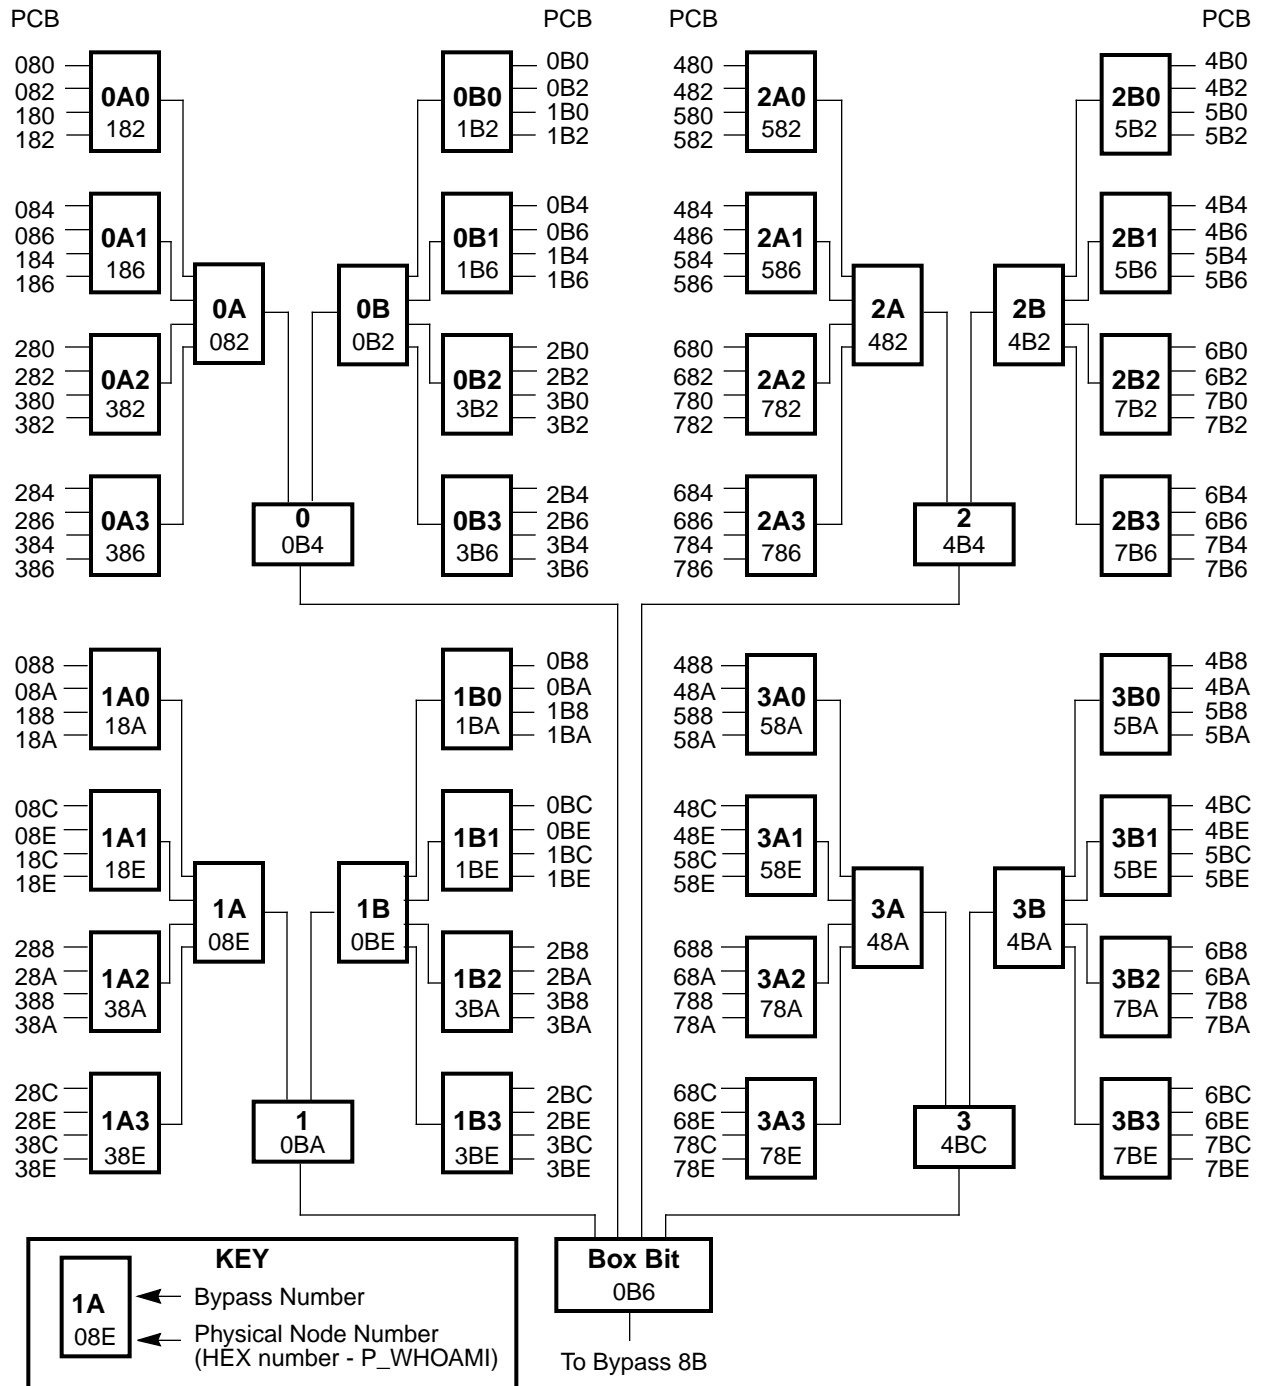 PCB PCB PCB PCB
080
082
180
182
0A0
182
084
086
184
186
0A1
186
280
282
380
382
0A2
382
284
286
384
386
0A3
386
0A
082
0
0B4
0B
0B2
0B0
1B2
0B0
0B2
1B0
1B2
0B1
1B6
0B4
0B6
1B4
1B6
0B2
3B2
2B0
2B2
3B0
3B2
0B3
3B6
2B4
2B6
3B4
3B6
480
482
580
582
2A0
582
484
486
584
586
2A1
586
680
682
780
782
2A2
782
684
686
784
786
2A3
786
2A
482
2
4B4
2B
4B2
2B0
5B2
4B0
4B2
5B0
5B2
2B1
5B6
4B4
4B6
5B4
5B6
2B2
7B2
6B0
6B2
7B0
7B2
2B3
7B6
6B4
6B6
7B4
7B6
088
08A
188
18A
1A0
18A
08C
08E
18C
18E
1A1
18E
288
28A
388
38A
1A2
38A
28C
28E
38C
38E
1A3
38E
1A
08E
1
0BA
1B
0BE
1B0
1BA
0B8
0BA
1B8
1BA
1B1
1BE
0BC
0BE
1BC
1BE
1B2
3BA
2B8
2BA
3B8
3BA
1B3
3BE
2BC
2BE
3BC
3BE
488
48A
588
58A
3A0
58A
48C
48E
58C
58E
3A1
58E
688
68A
788
78A
3A2
78A
68C
68E
78C
78E
3A3
78E
3A
48A
3
4BC
3B
4BA
3B0
5BA
4B8
4BA
5B8
5BA
3B1
5BE
4BC
4BE
5BC
5BE
3B2
7BA
6B8
6BA
7B8
7BA
3B3
7BE
6BC
6BE
7BC
7BE
KEY
1A
08E
Bypass Number
Physical Node Number
(HEX number - P_WHOAMI)
Box Bit
0B6
To Bypass 8B